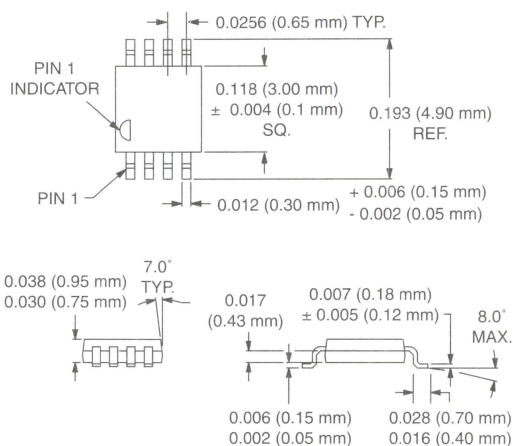 0.0256 (0.65 mm) TYP.
PIN 1
INDICATOR
0.118 (3.00 mm)
± 0.004 (0.1 mm)
SQ.
0.193 (4.90 mm)
REF.
PIN 1
0.012 (0.30 mm)
+ 0.006 (0.15 mm)
- 0.002 (0.05 mm)
0.038 (0.95 mm)
0.030 (0.75 mm)
7.0°
TYP.
0.017
(0.43 mm)
0.007 (0.18 mm)
± 0.005 (0.12 mm)
8.0°
MAX.
0.006 (0.15 mm)
0.002 (0.05 mm)
0.028 (0.70 mm)
0.016 (0.40 mm)